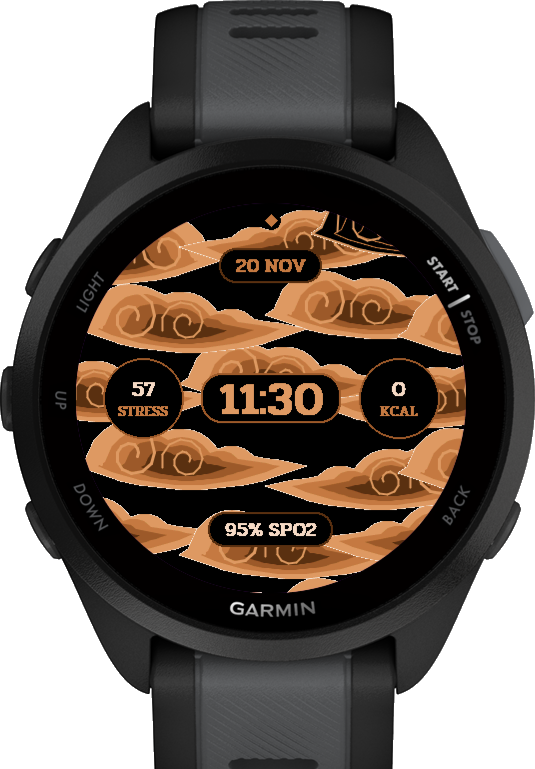 20 NOV
START
STOP
LIGHT
57
STRESS
11:30
0
KCAL
UP
DOWN
BACK
95% SPO2
GARMIN